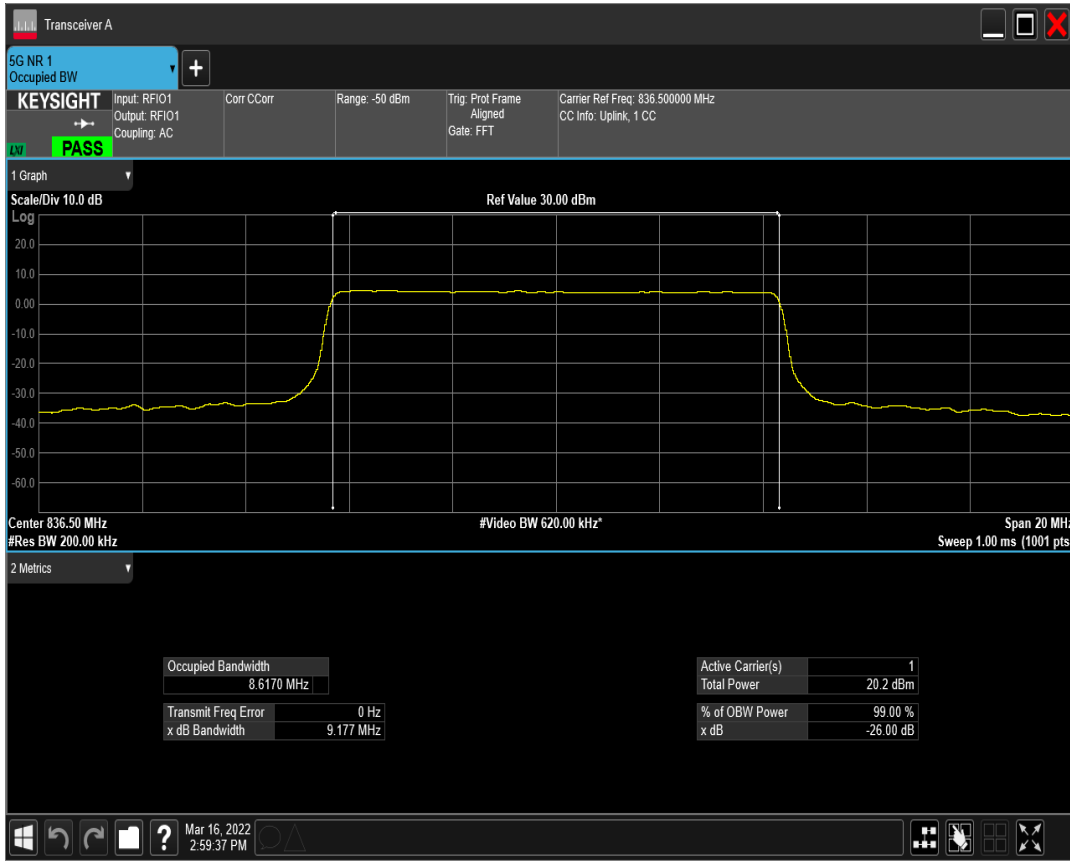 Transceiver A
5G NR 1
Occupied BW
+
KEYSIGHT
LXI
PASS
Input: RFIO1
Output: RFIO1
Coupling: AC
Corr CCorr
Range: -50 dBm
Trig: Prot Frame
Aligned
Gate: FFT
Carrier Ref Freq: 836.500000 MHz
CC Info: Uplink, 1 CC
1 Graph
Scale/Div 10.0 dB
Ref Value 30.00 dBm
Log
20.0
10.0
0.00
-10.0
-20.0
-30.0
-40.0
-50.0
-60.0
Center 836.50 MHz
#Video BW 620.00 kHz*
Span 20 MHz
#Res BW 200.00 kHz
Sweep 1.00 ms (1001 pts
2 Metrics
Occupied Bandwidth
8.6170 MHz
Transmit Freq Error 0 Hz
x dB Bandwidth 9.177 MHz
Active Carrier(s) 1
Total Power 20.2 dBm
% of OBW Power 99.00 %
x dB -26.00 dB
?
Mar 16, 2022
2:59:37 PM